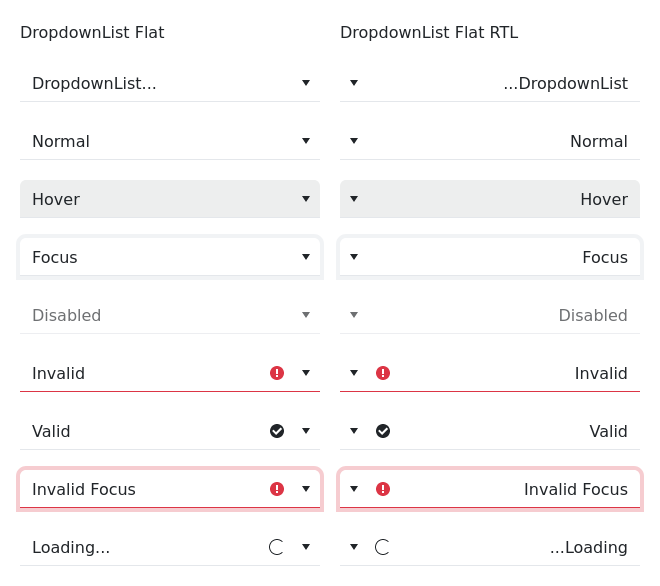 DropdownList Flat
DropdownList...
Normal
Hover
Focus
Disabled
Invalid
Valid
Invalid Focus
Loading...
DropdownList Flat RTL
...DropdownList
Normal
Hover
Focus
Disabled
Invalid
Valid
Invalid Focus
...Loading